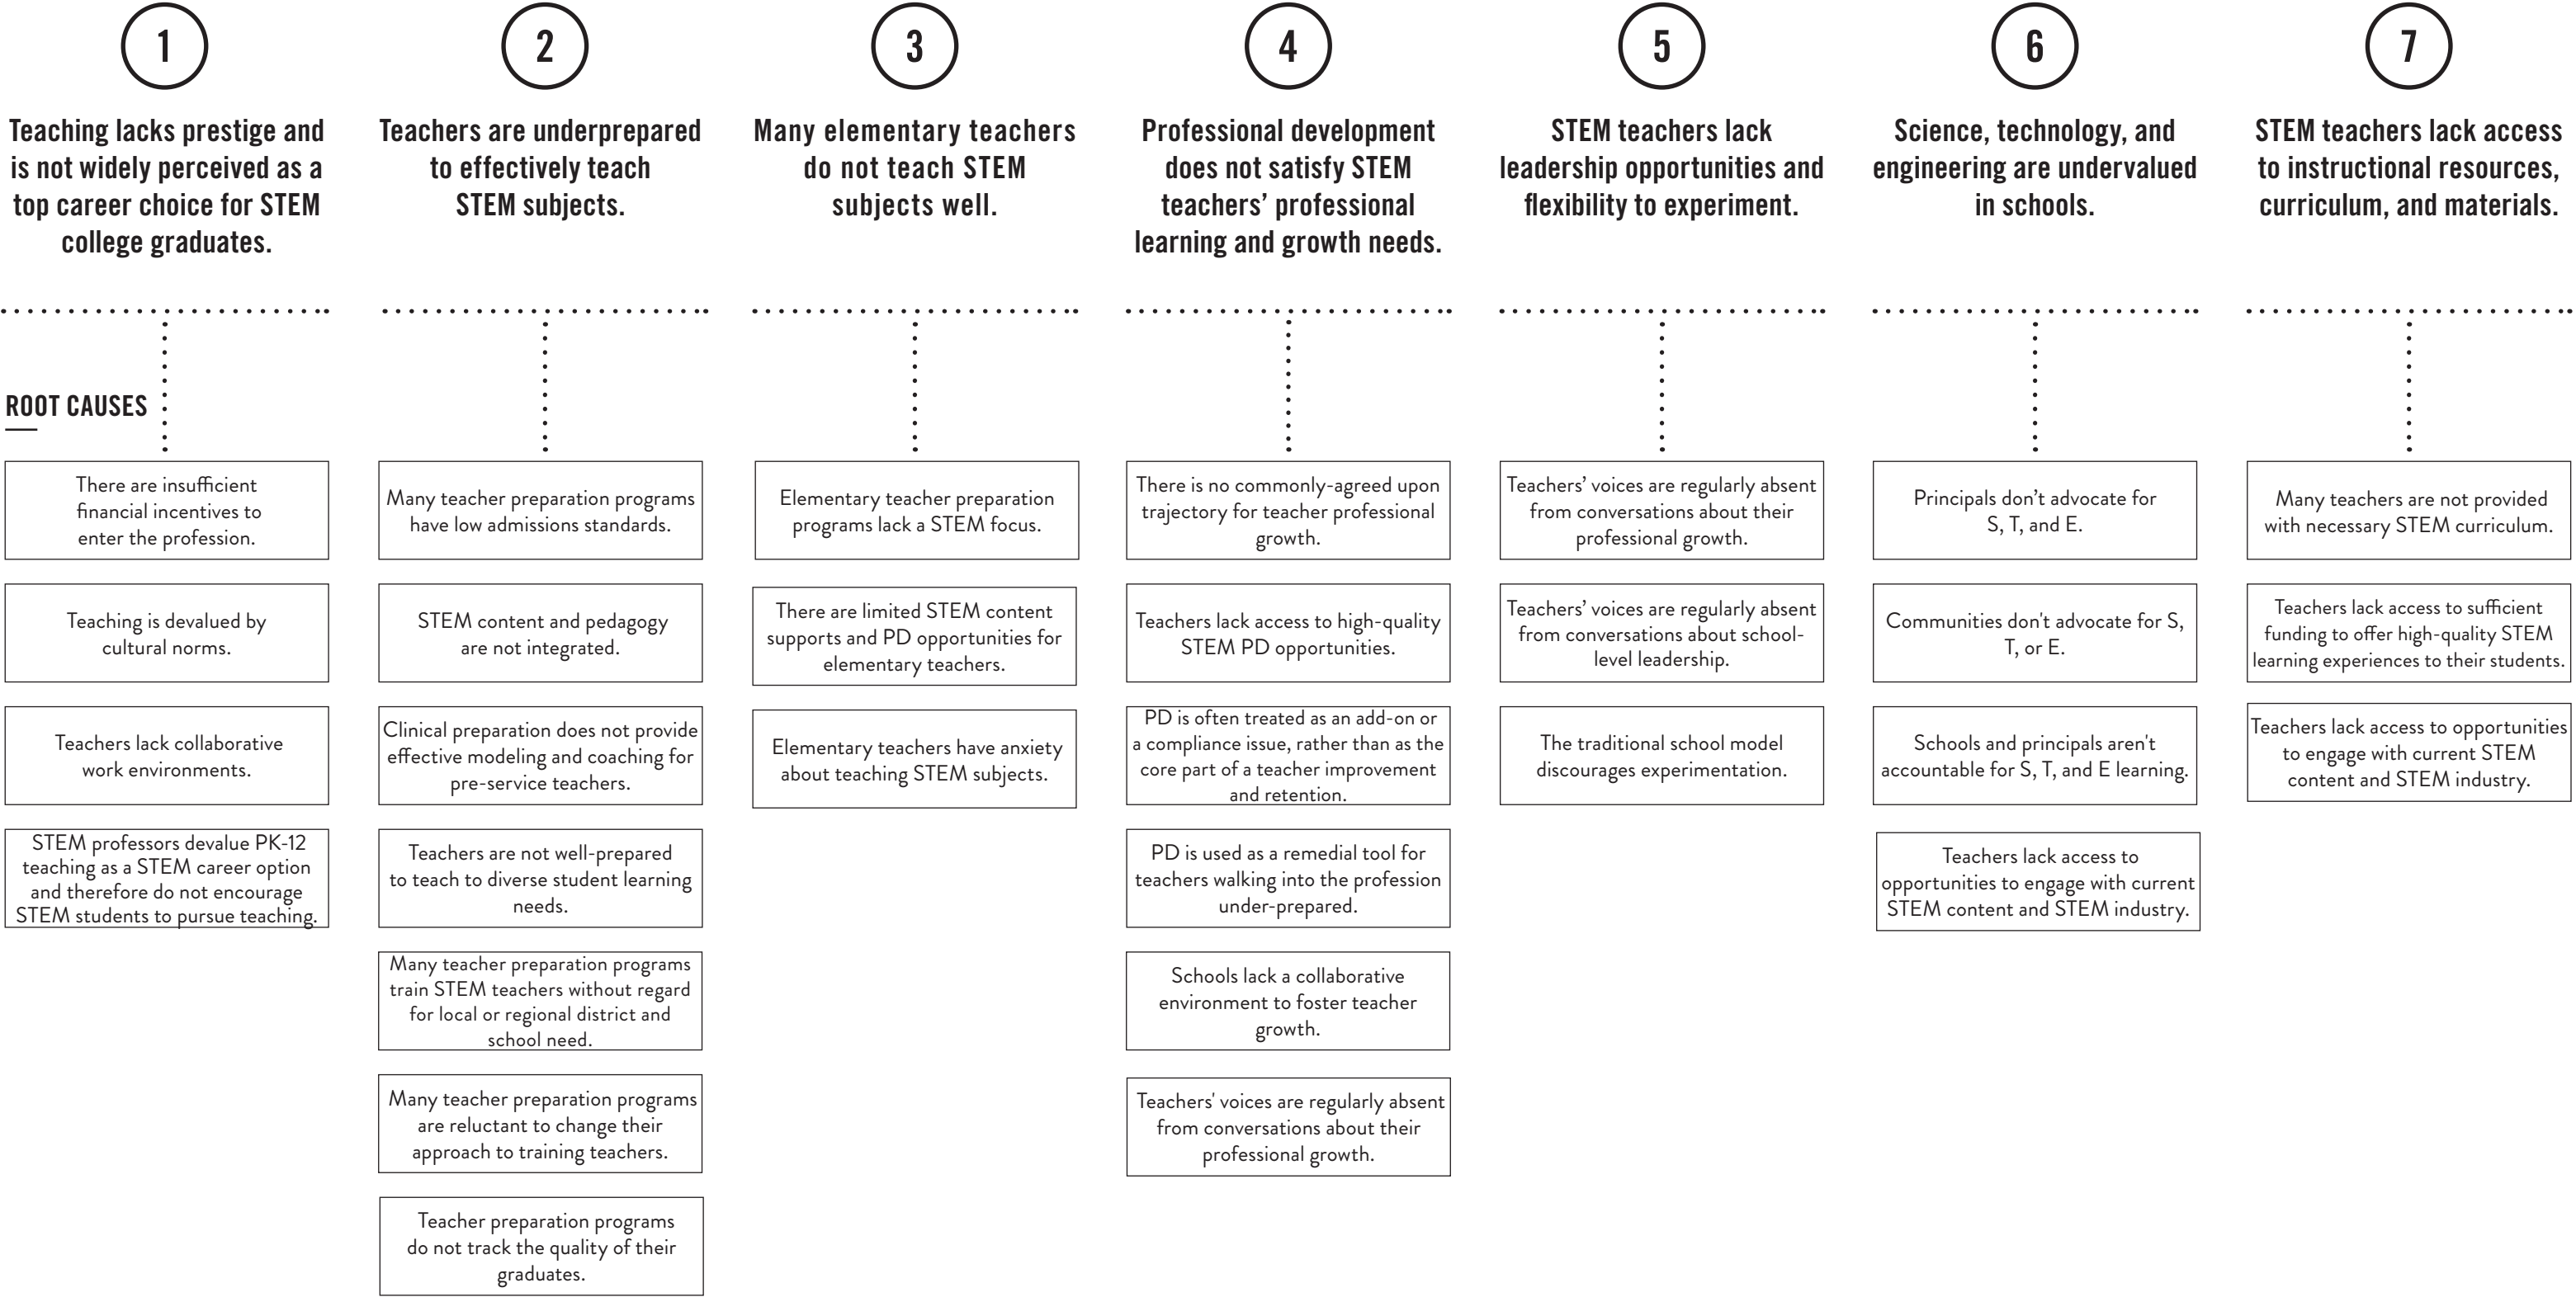 1
Teaching lacks prestige and
is not widely perceived as a
top career choice for STEM
college graduates.
ROOT CAUSES
There are insufficient
financial incentives to
enter the profession.
Teaching is devalued by
cultural norms.
Teachers lack collaborative
work environments.
STEM professors devalue PK-12
teaching as a STEM career option
and therefore do not encourage
STEM students to pursue teaching.
2
Teachers are underprepared
to effectively teach
STEM subjects.
Many teacher preparation programs
have low admissions standards.
STEM content and pedagogy
are not integrated.
Clinical preparation does not provide
effective modeling and coaching for
pre-service teachers.
Teachers are not well-prepared
to teach to diverse student learning
needs.
Many teacher preparation programs
train STEM teachers without regard
for local or regional district and
school need.
Many teacher preparation programs
are reluctant to change their
approach to training teachers.
Teacher preparation programs
do not track the quality of their
graduates.
3
Many elementary teachers
do not teach STEM
subjects well.
Elementary teacher preparation
programs lack a STEM focus.
There are limited STEM content
supports and PD opportunities for
elementary teachers.
Elementary teachers have anxiety
about teaching STEM subjects.
4
Professional development
does not satisfy STEM
teachers’ professional
learning and growth needs.
There is no commonly-agreed upon
trajectory for teacher professional
growth.
Teachers lack access to high-quality
STEM PD opportunities.
PD is often treated as an add-on or
a compliance issue, rather than as the
core part of a teacher improvement
and retention.
PD is used as a remedial tool for
teachers walking into the profession
under-prepared.
Schools lack a collaborative
environment to foster teacher
growth.
Teachers' voices are regularly absent
from conversations about their
professional growth.
5
STEM teachers lack
leadership opportunities and
flexibility to experiment.
Teachers’ voices are regularly absent
from conversations about their
professional growth.
Teachers’ voices are regularly absent
from conversations about school-
level leadership.
The traditional school model
discourages experimentation.
6
Science, technology, and
engineering are undervalued
in schools.
Principals don’t advocate for
S, T, and E.
Communities don't advocate for S,
T, or E.
Schools and principals aren't
accountable for S, T, and E learning.
Teachers lack access to
opportunities to engage with current
STEM content and STEM industry.
7
STEM teachers lack access
to instructional resources,
curriculum, and materials.
Many teachers are not provided
with necessary STEM curriculum.
Teachers lack access to sufficient
funding to offer high-quality STEM
learning experiences to their students.
Teachers lack access to opportunities
to engage with current STEM
content and STEM industry.